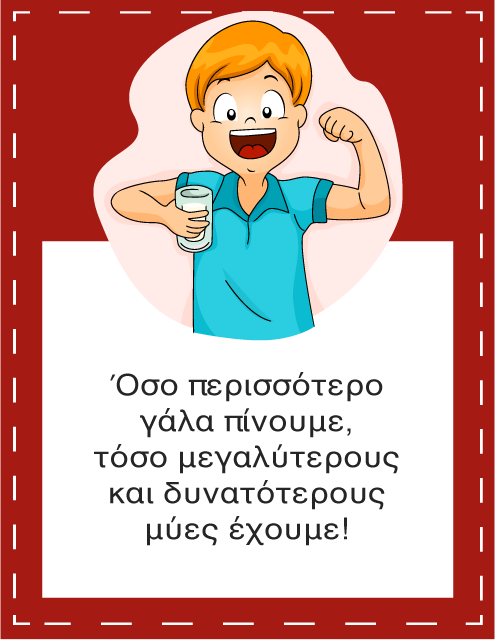 Όσο περισσότερο
γάλα πίνουμε,
τόσο μεγαλύτερους
και δυνατότερους
μύες έχουμε!